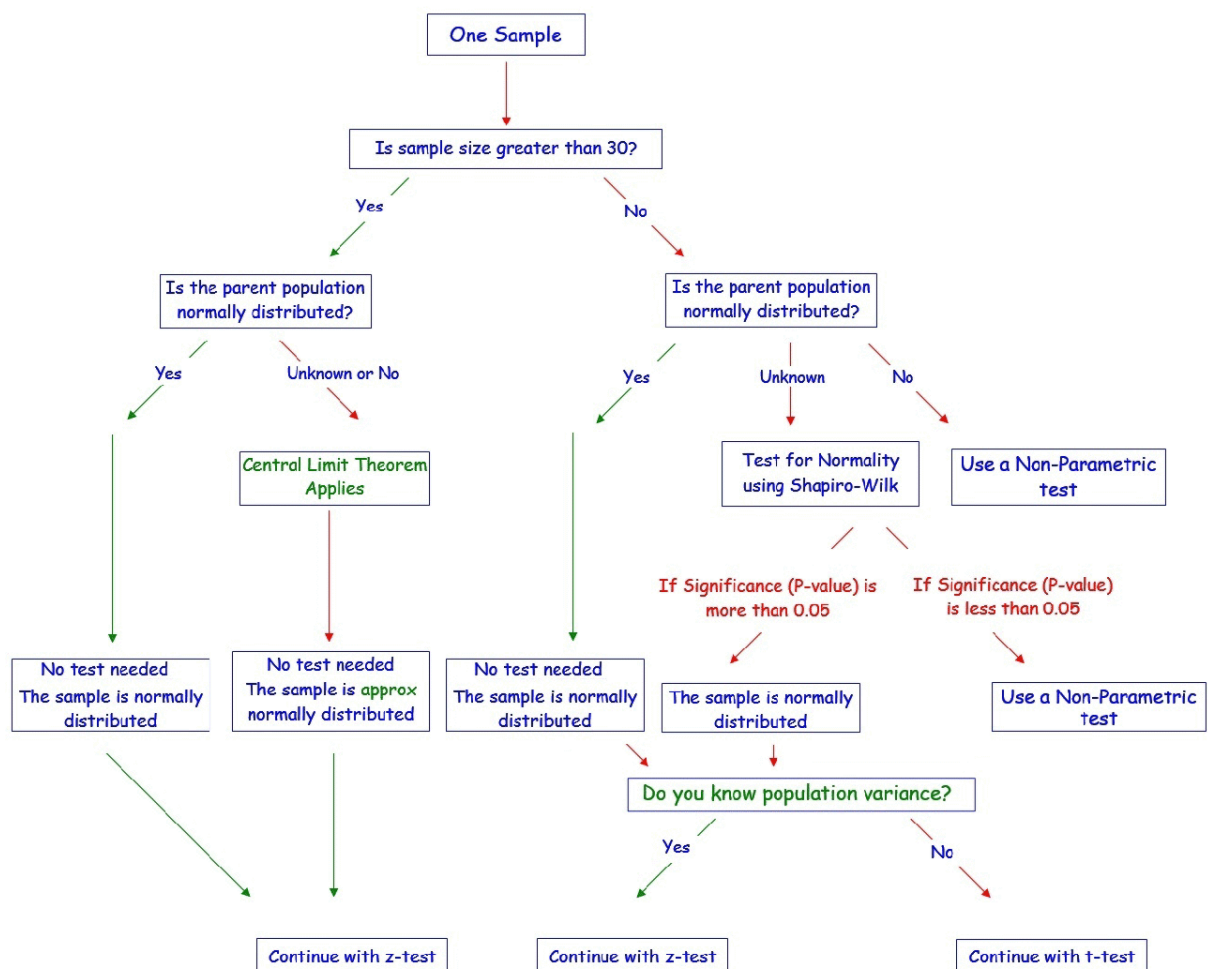 One Sample
Is sample size greater than 30?
Yes
No
Is the parent population
normally distributed?
Is the parent population
normally distributed?
Yes
Unknown or No
Yes
Unknown
No
Central Limit Theorem
Applies
Test for Normality
using Shapiro-Wilk
Use a Non-Parametric
test
If Significance (P-value) is
more than 0.05
If Significance (P-value)
is less than 0.05
No test needed
The sample is normally
distributed
No test needed
The sample is approx
normally distributed
No test needed
The sample is normally
distributed
The sample is normally
distributed
Use a Non-Parametric
test
Do you know population variance?
Yes
No
Continue with z-test
Continue with z-test
Continue with t-test